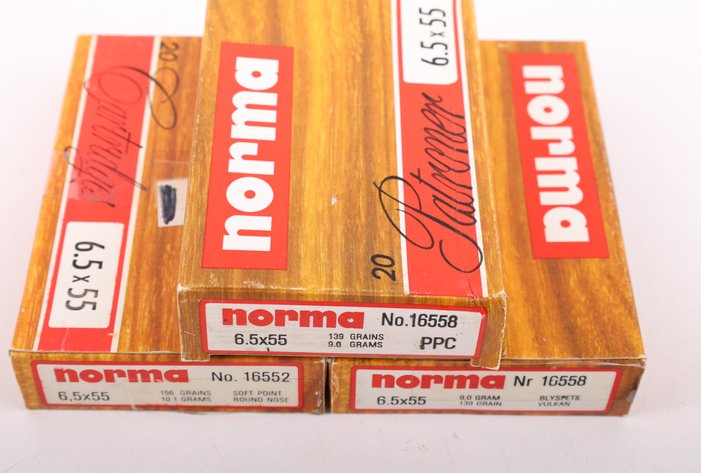 20 Cartridges
6.5x55
norma
20 Patroner
6.5x55
norma
norma No.16558
6.5x55 139 GRAINS PPC
9.0 GRAMS
norma No. 16552
6,5x55 156 GRAINS SOFT POINT
10.1 GRAMS ROUND NOSE
norma Nr 16558
6.5x55 9.0 GRAM BLYSPETS
139 GRAIN VULKAN